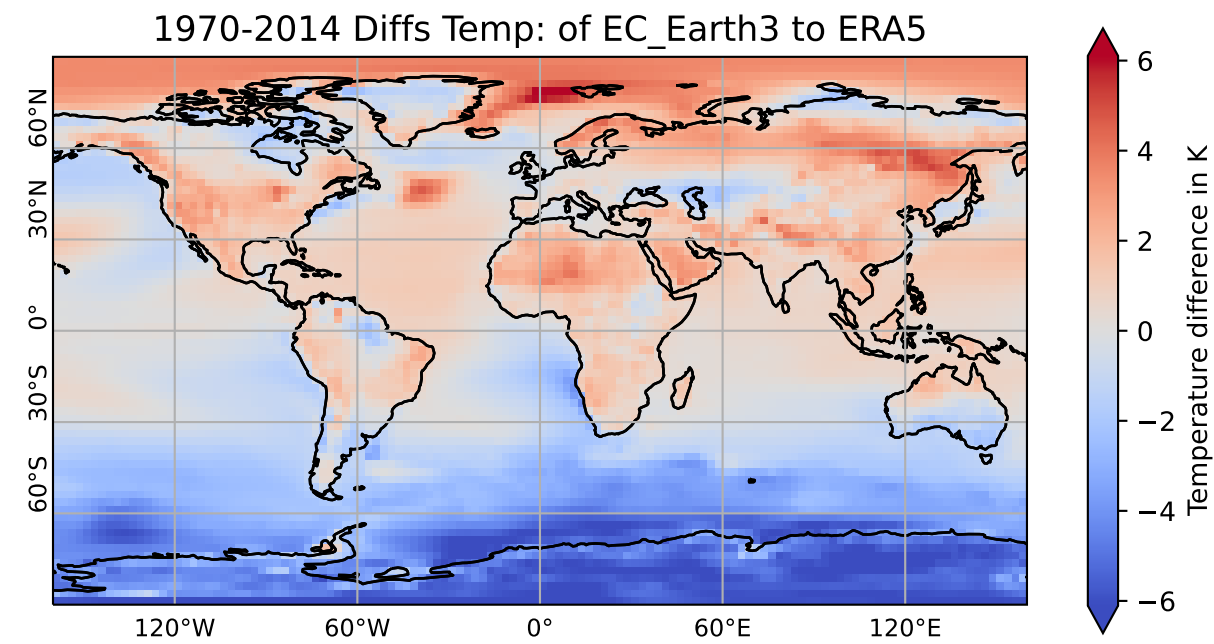 1970-2014 Diffs Temp: of EC_Earth3 to ERA5
60°N
30°N
0°
30°S
60°S
120°W
60°W
0°
60°E
120°E
6
4
2
0
−2
−4
−6
Temperature difference in K